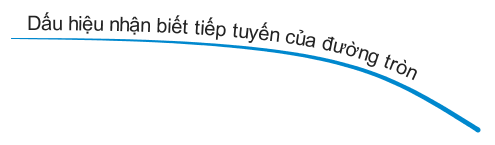 Dấu hiệu nhận biết tiếp tuyến của đường tròn